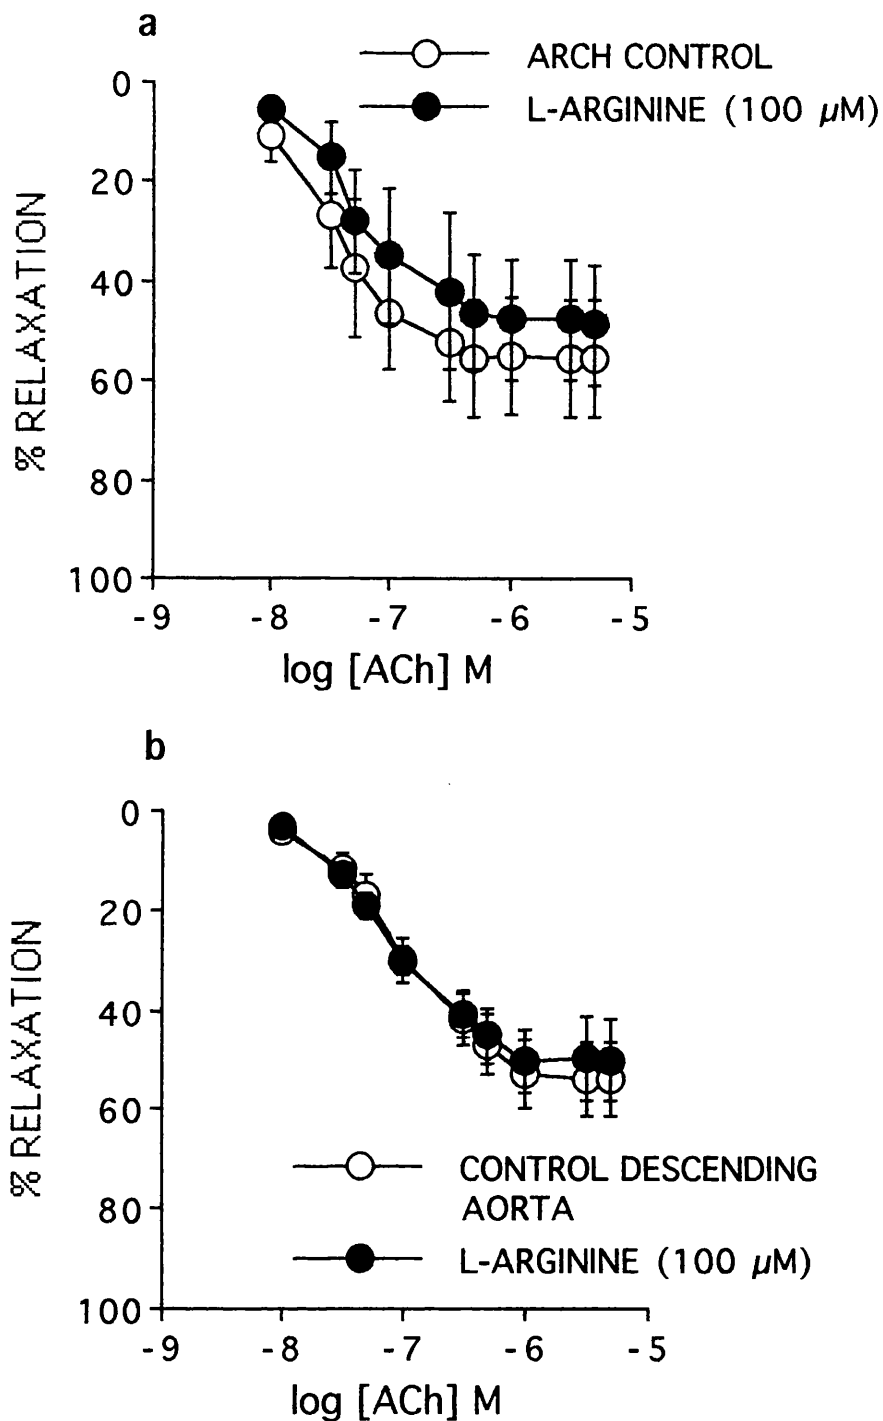 a
ARCH CONTROL
L-ARGININE (100 µM)
0
20
40
60
80
100
% RELAXATION
-9 -8 -7 -6 -5
log [ACh] M
b
0
20
40
60
80
100
% RELAXATION
CONTROL DESCENDING
AORTA
L-ARGININE (100 µM)
-9 -8 -7 -6 -5
log [ACh] M